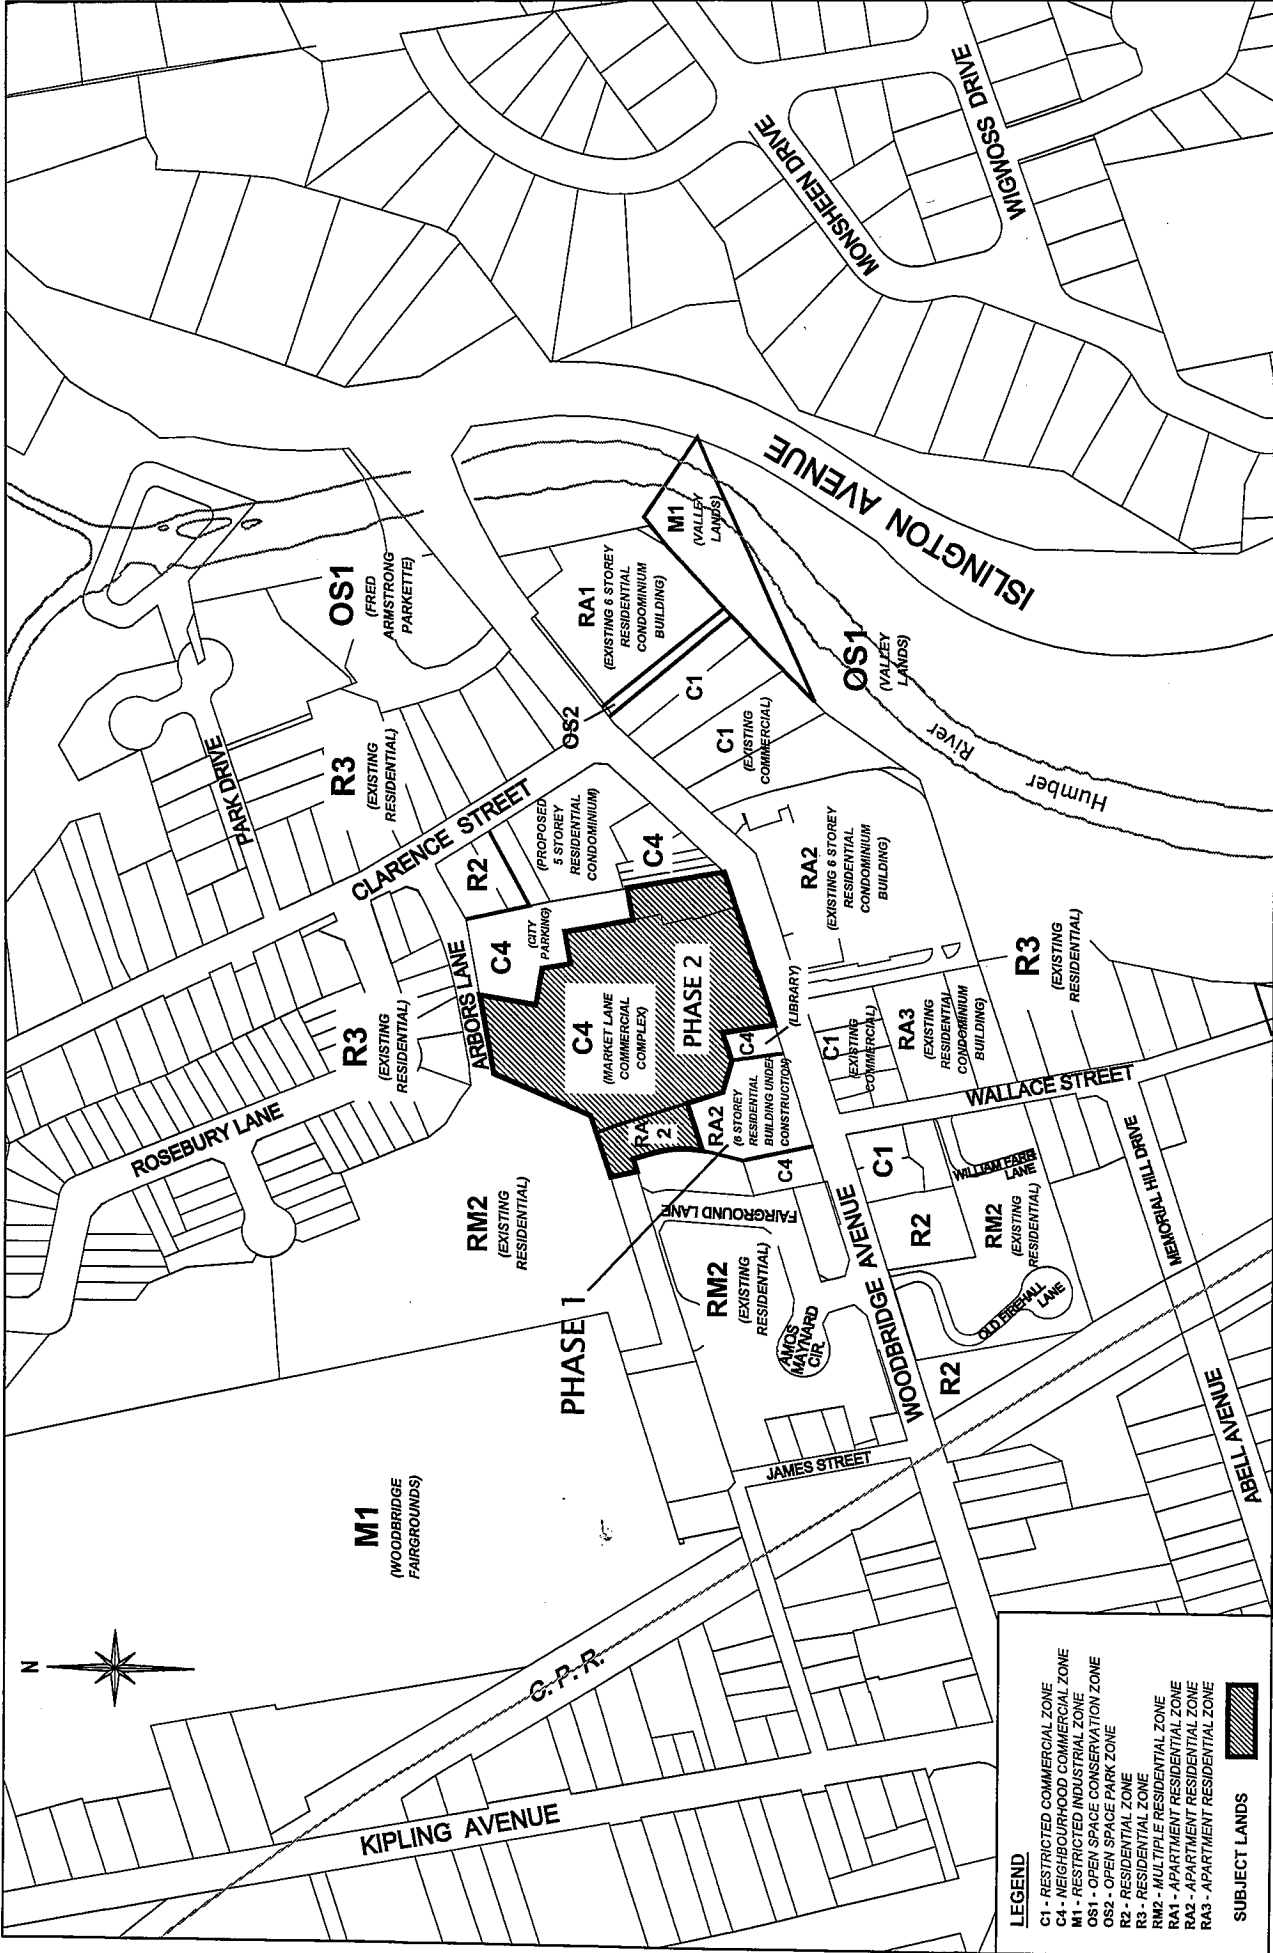 N
KIPLING AVENUE
C. P. R.
M1
(WOODBRIDGE
FAIRGROUNDS)
ROSEBURY LANE
RM2
(EXISTING
RESIDENTIAL)
R3
(EXISTING
RESIDENTIAL)
ARBORS LANE
CLARENCE STREET
PARK DRIVE
R3
(EXISTING
RESIDENTIAL)
OS1
(FRED
ARMSTRONG
PARKETTE)
R2
(PROPOSED
5 STOREY
RESIDENTIAL
CONDOMINIUM)
C4
(CITY
PARKING)
C4
C4
(MARKET LANE
COMMERCIAL
COMPLEX)
PHASE 2
PHASE 1
RA
2
RA2
(6 STOREY
RESIDENTIAL
BUILDING UNDER
CONSTRUCTION)
C4
(LIBRARY)
C4
FAIRGROUND LANE
RM2
(EXISTING
RESIDENTIAL)
AMOS
MAYNARD
CIR.
JAMES STREET
WOODBRIDGE AVENUE
OS2
RA1
(EXISTING 6 STOREY
RESIDENTIAL
CONDOMINIUM
BUILDING)
M1
(VALLEY
LANDS)
C1
C1
(EXISTING
COMMERCIAL)
OS1
(VALLEY
LANDS)
Humber
River
ISLINGTON AVENUE
MONSHEEN DRIVE
WIGWOSS DRIVE
RA2
(EXISTING 6 STOREY
RESIDENTIAL
CONDOMINIUM
BUILDING)
C1
(EXISTING
COMMERCIAL)
RA3
(EXISTING
RESIDENTIAL
CONDOMINIUM
BUILDING)
R3
(EXISTING
RESIDENTIAL)
WALLACE STREET
C1
WILLIAM FARR
LANE
R2
RM2
(EXISTING
RESIDENTIAL)
OLD FIREHALL
LANE
R2
MEMORIAL HILL DRIVE
ABELL AVENUE
LEGEND
C1 - RESTRICTED COMMERCIAL ZONE
C4 - NEIGHBOURHOOD COMMERCIAL ZONE
M1 - RESTRICTED INDUSTRIAL ZONE
OS1 - OPEN SPACE CONSERVATION ZONE
OS2 - OPEN SPACE PARK ZONE
R2 - RESIDENTIAL ZONE
R3 - RESIDENTIAL ZONE
RM2 - MULTIPLE RESIDENTIAL ZONE
RA1 - APARTMENT RESIDENTIAL ZONE
RA2 - APARTMENT RESIDENTIAL ZONE
RA3 - APARTMENT RESIDENTIAL ZONE
SUBJECT LANDS